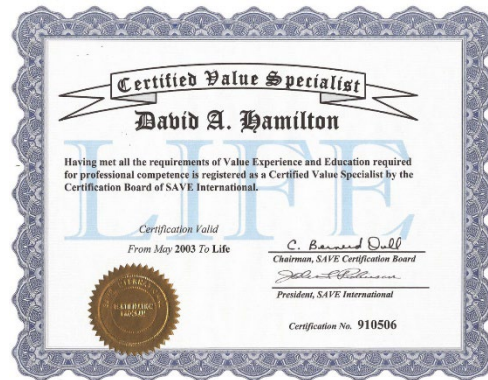 Certified Value Specialist
David A. Hamilton
LIFE
Having met all the requirements of Value Experience and Education required
for professional competence is registered as a Certified Value Specialist by the
Certification Board of SAVE International.
Certification Valid
From May 2003 To Life
C. Bernard Dull
Chairman, SAVE Certification Board
President, SAVE International
Certification No. 910506